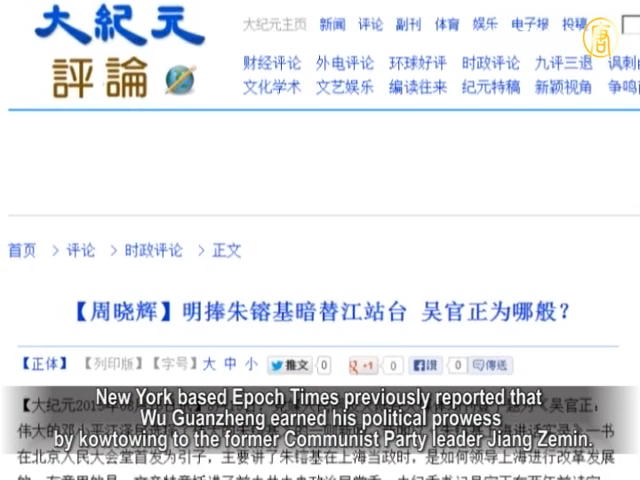 大紀元
評論
大纪元主页 新闻 评论 副刊 体育 娱乐 电子报 投稿
唐
财经评论 外电评论 环球好评 时政评论 九评三退 讽刺
文化学术 文艺娱乐 编读往来 纪元特稿 新颖视角 争鸣
首页 > 评论 > 时政评论 > 正文
【周晓辉】明捧朱镕基暗替江站台 吴官正为哪般？
【正体】 【列印版】 【字号】 大 中 小 推文 0 +1 0 讚 0 傳送
New York based Epoch Times previously reported that
Wu Guanzheng earned his political prowess
by kowtowing to the former Communist Party leader Jiang Zemin.
在北京人民大会堂首发为引子，主要讲了朱镕基在上海当政时，是如何领导上海进行改革发展